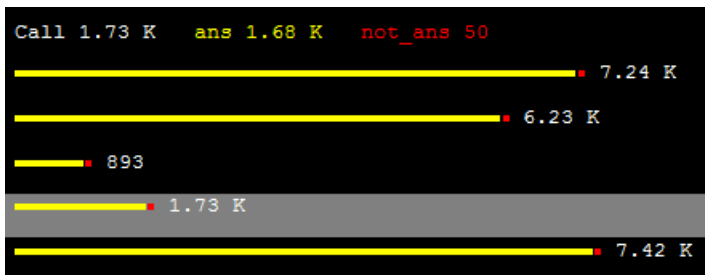 Call 1.73 K ans 1.68 K not_ans 50
7.24 K
6.23 K
893
1.73 K
7.42 K